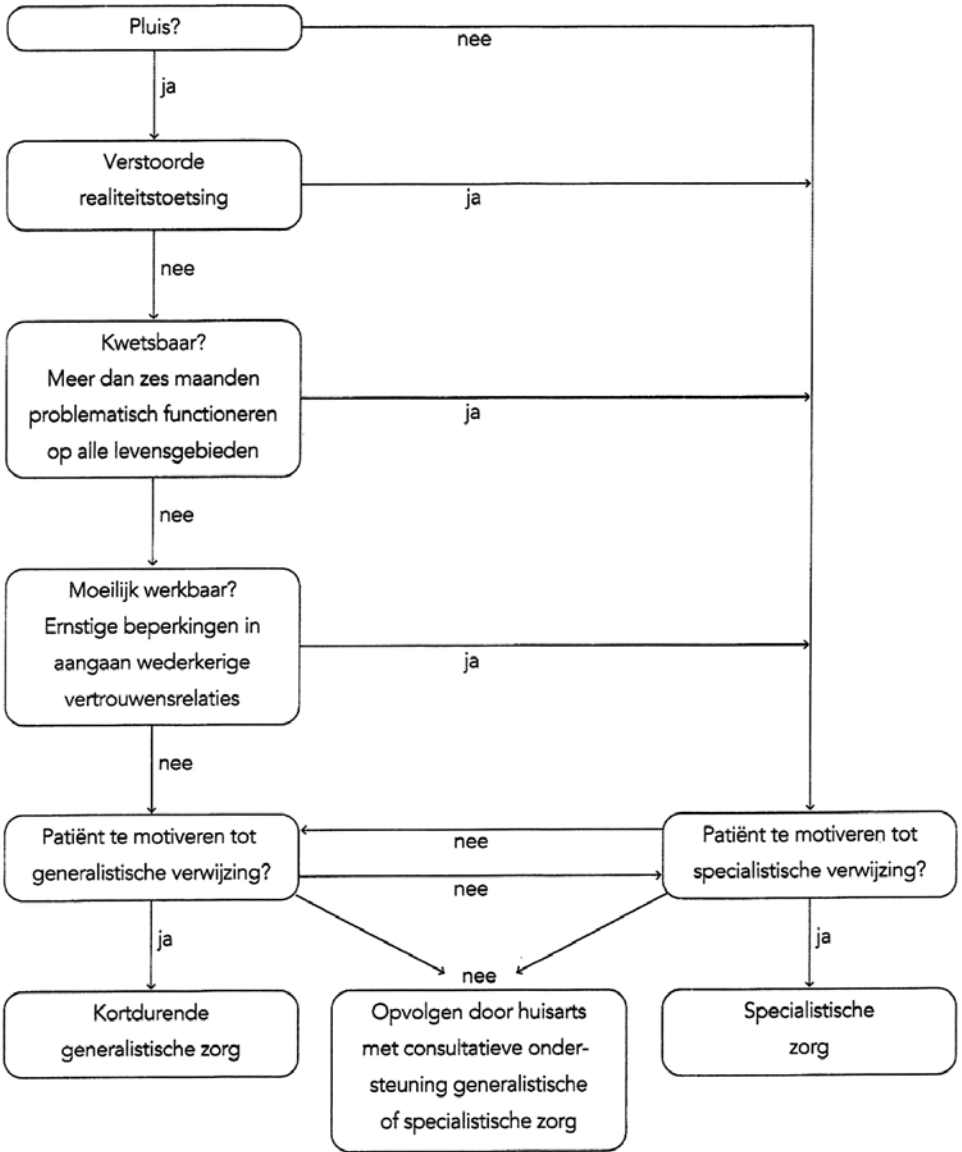 Pluis?
nee
ja
Verstoorde
realiteitstoetsing
ja
nee
Kwetsbaar?
Meer dan zes maanden
problematisch functioneren
op alle levensgebieden
ja
nee
Moeilijk werkbaar?
Ernstige beperkingen in
aangaan wederkerige
vertrouwensrelaties
ja
nee
Patiënt te motiveren tot
generalistische verwijzing?
nee
nee
Patiënt te motiveren tot
specialistische verwijzing?
ja
nee
ja
Kortdurende
generalistische zorg
Opvolgen door huisarts
met consultatieve onder-
steuning generalistische
of specialistische zorg
Specialistische
zorg